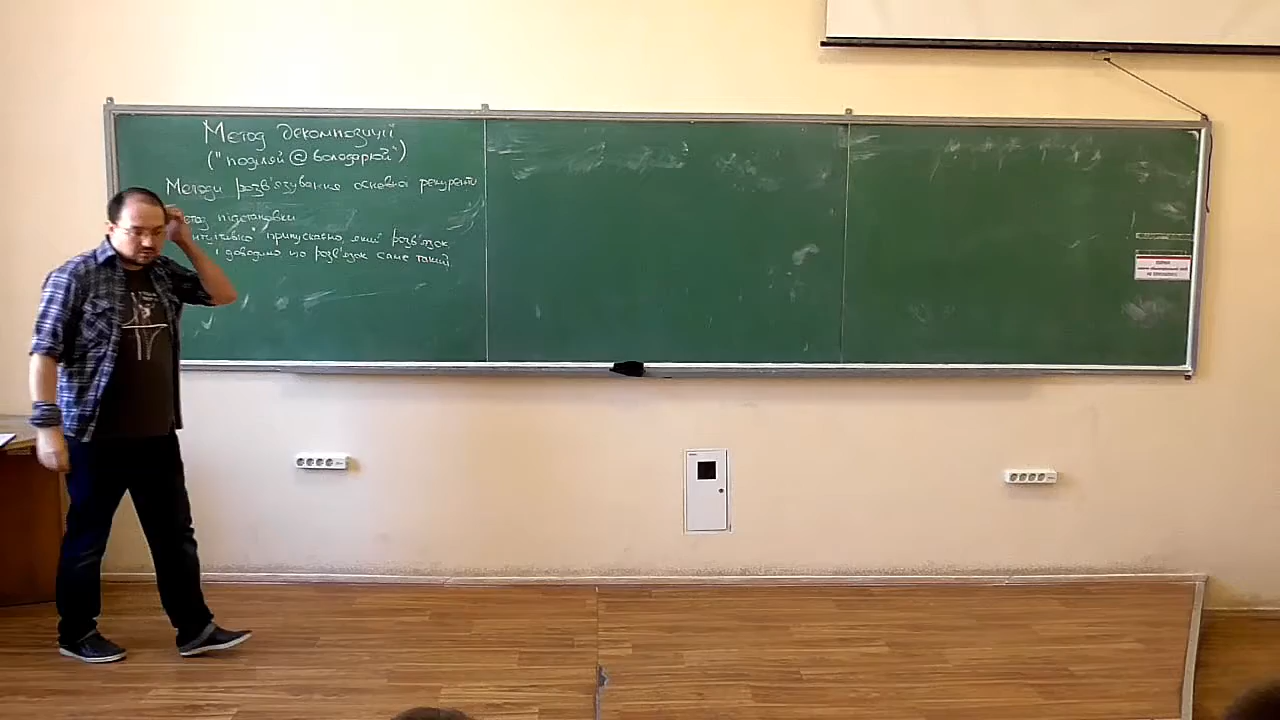 Метод декомпозиції
("поділяй @ володарюй")
Методи розв'язування основної рекуренти
підстановки
припускаємо, який розв'язок
і доводимо що розв'язок саме такий.